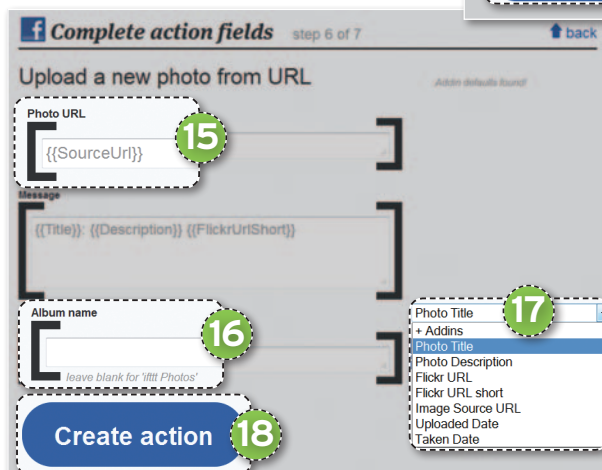 f Complete action fields step 6 of 7 back
Upload a new photo from URL
Addin defaults found!
Photo URL
15
{{SourceUrl}}
Message
{{Title}}: {{Description}} {{FlickrUrlShort}}
Album name
16
leave blank for 'ifttt Photos'
Photo Title
17
+ Addins
Photo Title
Photo Description
Flickr URL
Flickr URL short
Image Source URL
Uploaded Date
Taken Date
Create action
18